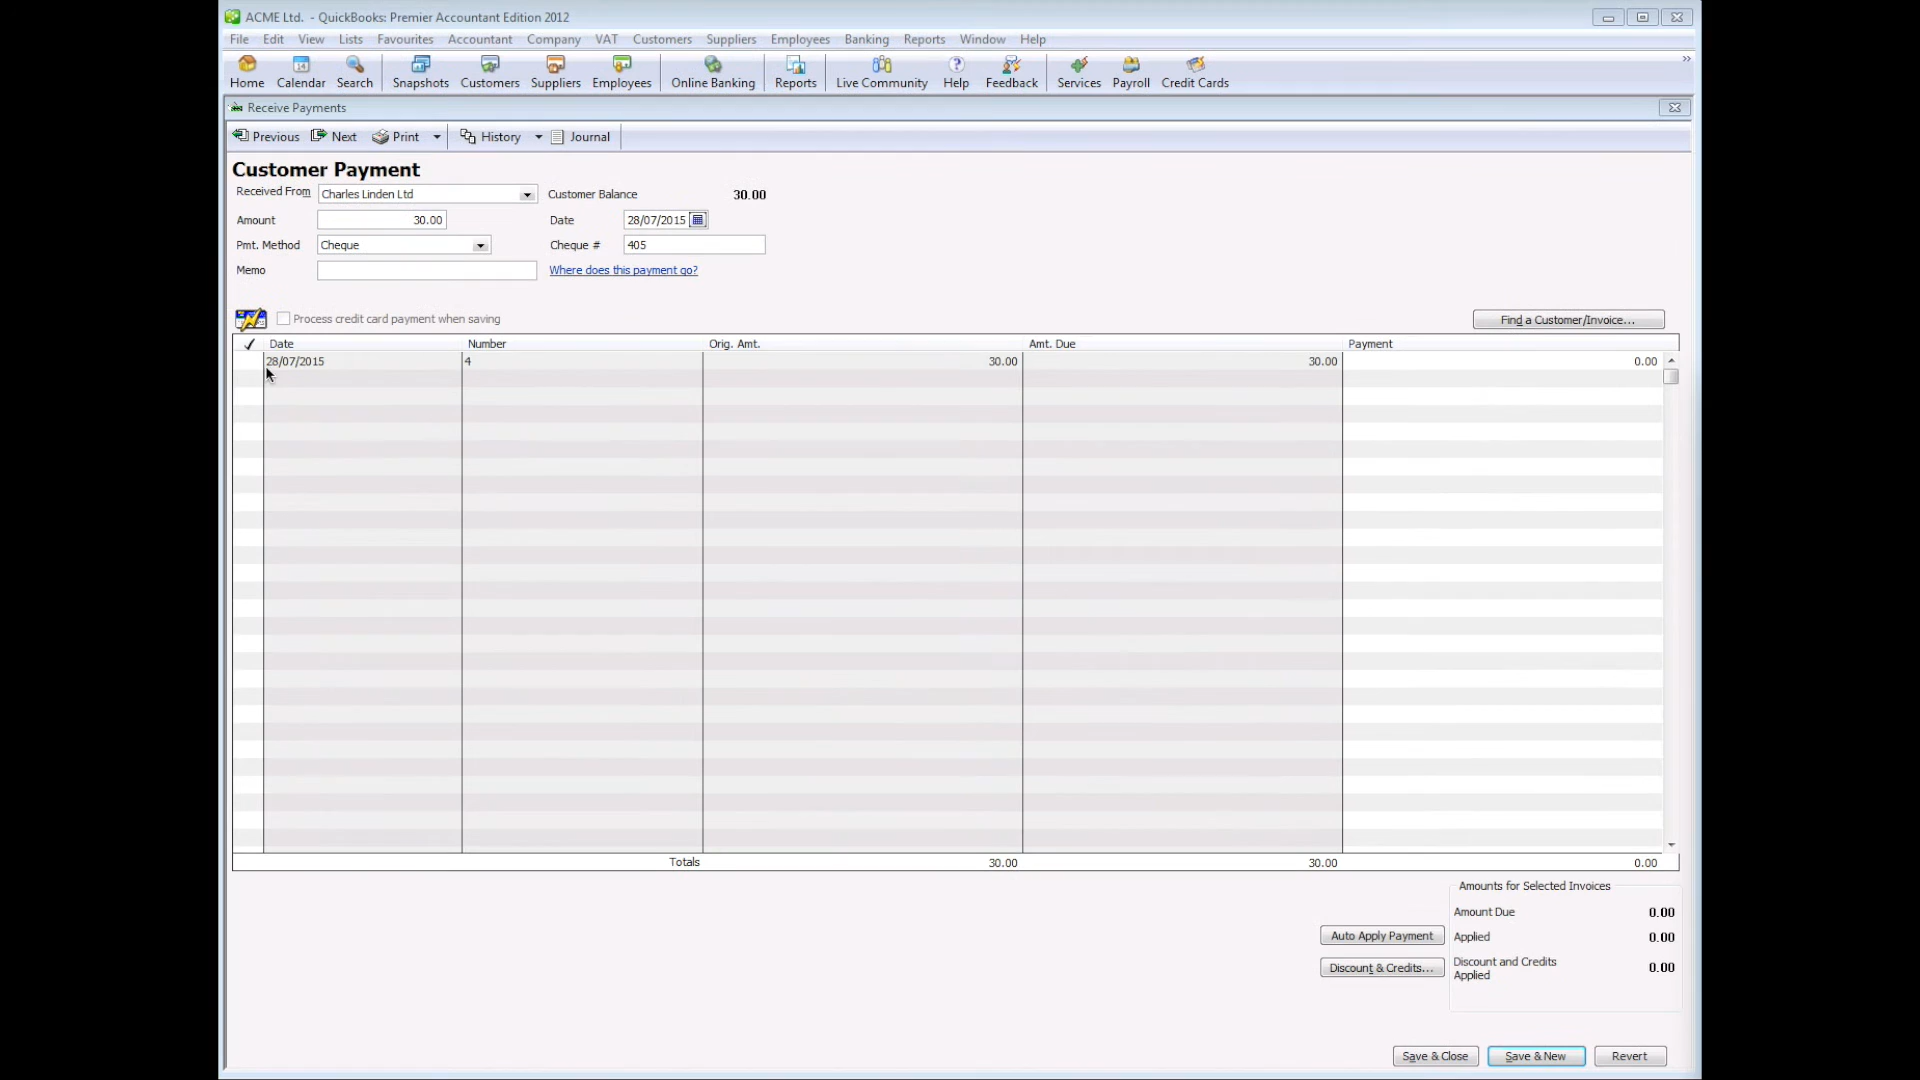 ACME Ltd. - QuickBooks: Premier Accountant Edition 2012
File Edit View Lists Favourites Accountant Company VAT Customers Suppliers Employees Banking Reports Window Help
14
Home Calendar Search Snapshots Customers Suppliers Employees Online Banking Reports Live Community Help Feedback Services Payroll Credit Cards
Receive Payments
Previous Next Print History Journal
Customer Payment
Received From Charles Linden Ltd Customer Balance 30.00
Amount 30.00 Date 28/07/2015
Pmt. Method Cheque Cheque # 405
Memo Where does this payment go?
Process credit card payment when saving Find a Customer/Invoice...
Date Number Orig. Amt. Amt. Due Payment
28/07/2015 4 30.00 30.00 0.00
Totals 30.00 30.00 0.00
Amounts for Selected Invoices
Amount Due 0.00
Auto Apply Payment Applied 0.00
Discount & Credits... Discount and Credits Applied 0.00
Save & Close Save & New Revert